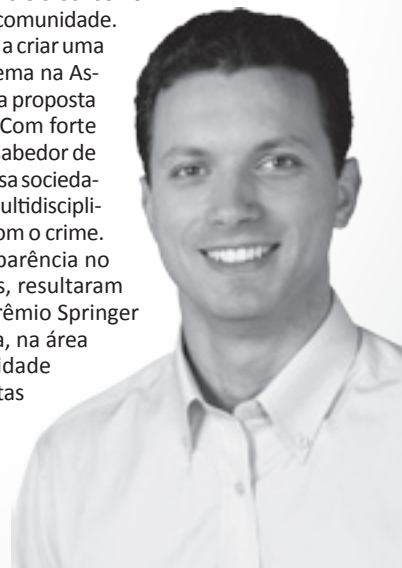 comunidade.
a criar uma
ema na As-
a proposta
Com forte
sabedor de
sa socieda-
ultidiscipli-
om o crime.
parência no
s, resultaram
rêmio Springer
a, na área
idade
tas